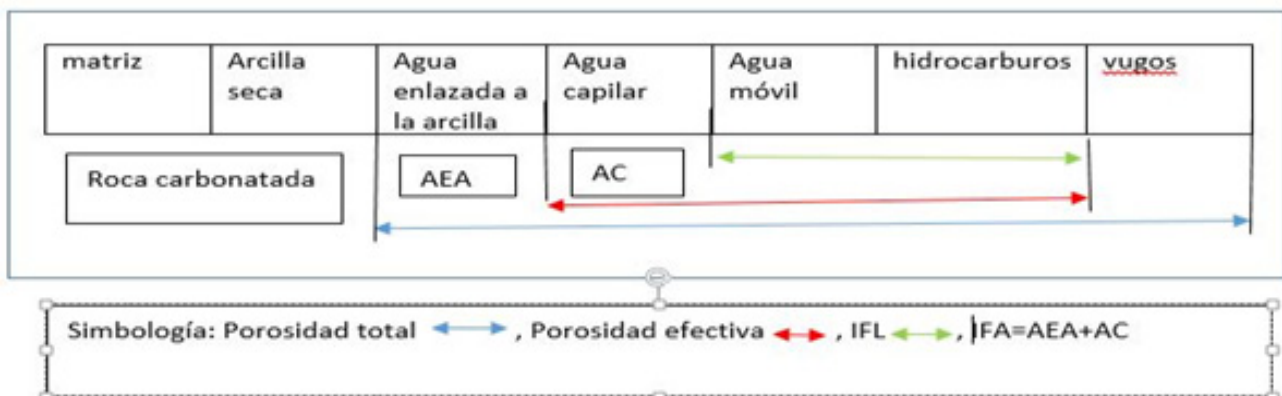 matriz
Arcilla
seca
Agua
enlazada a
la arcilla
Agua
capilar
Agua
móvil
hidrocarburos
vugos
Roca carbonatada
AEA
AC
Simbología: Porosidad total , Porosidad efectiva , IFL , IFA=AEA+AC